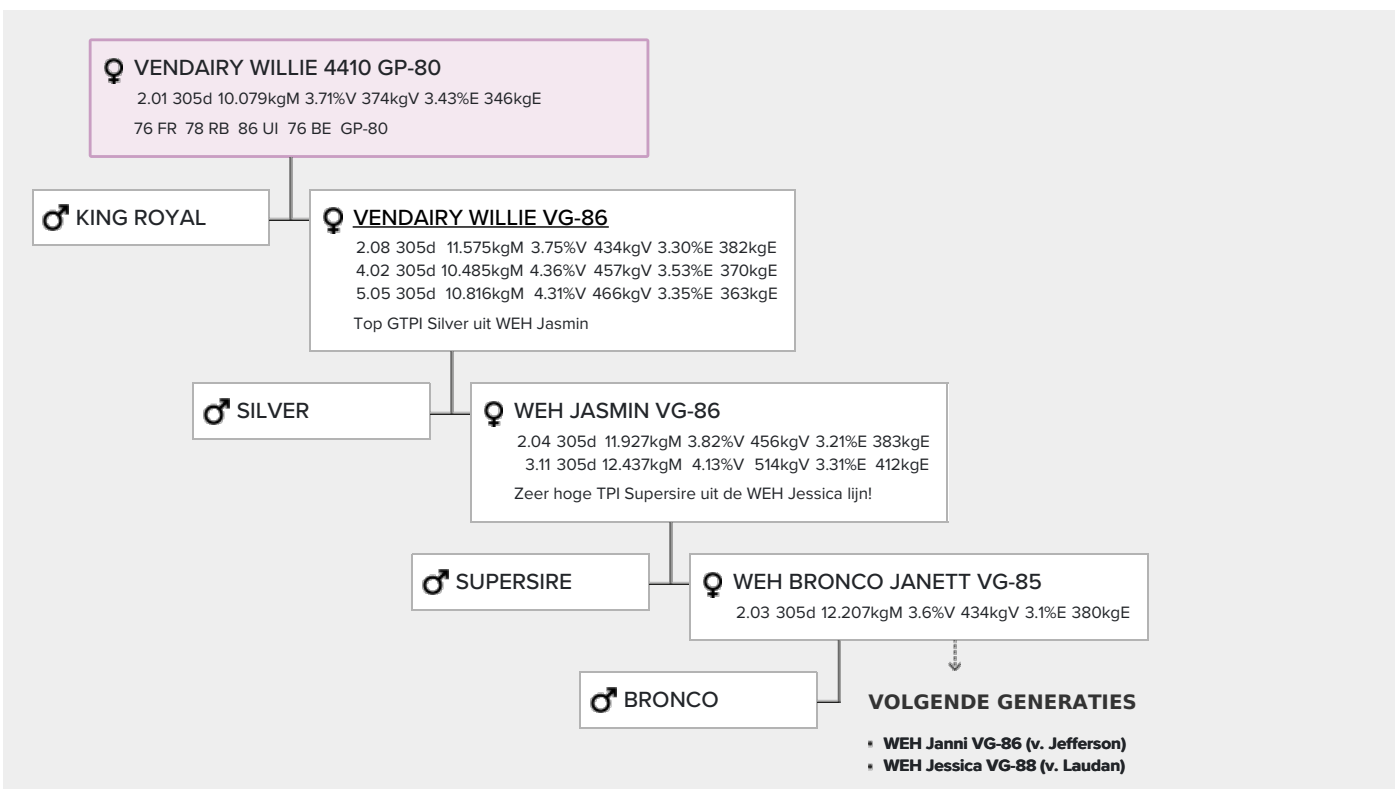 VENDAIRY WILLIE 4410 GP-80
2.01 305d 10.079kgM 3.71%V 374kgV 3.43%E 346kgE
76 FR 78 RB 86 UI 76 BE GP-80
KING ROYAL
VENDAIRY WILLIE VG-86
2.08 305d 11.575kgM 3.75%V 434kgV 3.30%E 382kgE
4.02 305d 10.485kgM 4.36%V 457kgV 3.53%E 370kgE
5.05 305d 10.816kgM 4.31%V 466kgV 3.35%E 363kgE
Top GTPI Silver uit WEH Jasmin
SILVER
WEH JASMIN VG-86
2.04 305d 11.927kgM 3.82%V 456kgV 3.21%E 383kgE
3.11 305d 12.437kgM 4.13%V 514kgV 3.31%E 412kgE
Zeer hoge TPI Supersire uit de WEH Jessica lijn!
SUPERSIRE
WEH BRONCO JANETT VG-85
2.03 305d 12.207kgM 3.6%V 434kgV 3.1%E 380kgE
BRONCO
VOLGENDE GENERATIES
▪ WEH Janni VG-86 (v. Jefferson)
▪ WEH Jessica VG-88 (v. Laudan)